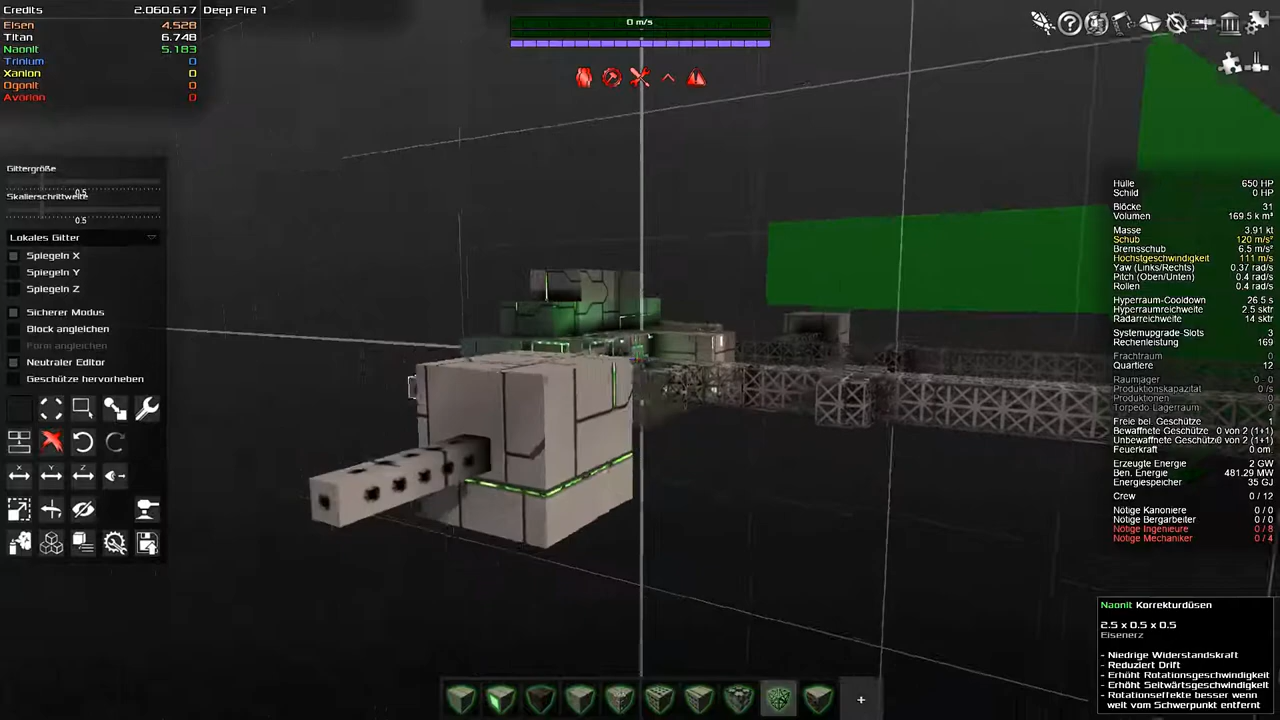 Credits 2.060.617 Deep Fire 1
Eisen 4.528
Titan 6.748
Naonit 5.183
Trinium 0
Xanion 0
Ogonit 0
Avorion 0
0 m/s
Gittergröße
0.5
Skalierschrittweite
0.5
Lokales Gitter
Spiegeln X
Spiegeln Y
Spiegeln Z
Sicherer Modus
Block angleichen
Form angleichen
Neutraler Editor
Geschütze hervorheben
X Y Z
Hülle 650 HP
Schild 0 HP
Blöcke 31
Volumen 169.5 k m³
Masse 3.91 kt
Schub 120 m/s²
Bremsschub 6.5 m/s²
Höchstgeschwindigkeit 111 m/s
Yaw (Links/Rechts) 0.37 rad/s
Pitch (Oben/Unten) 0.4 rad/s
Rollen 0.4 rad/s
Hyperraum-Cooldown 26.5 s
Hyperraumreichweite 2.5 sktr
Radarreichweite 14 sktr
Systemupgrade-Slots 3
Rechenleistung 169
Frachtraum 0
Quartiere 12
Raumjäger 0 - 0
Produktionskapazität 0 /s
Produktionen 0
Torpedo-Lagerraum 0
Freie bel. Geschütze 1
Bewaffnete Geschütze 0 von 2 (1+1)
Unbewaffnete Geschütze 0 von 2 (1+1)
Feuerkraft 0 om
Erzeugte Energie 2 GW
Ben. Energie 481.29 MW
Energiespeicher 35 GJ
Crew 0 / 12
Nötige Kanoniere 0 / 0
Nötige Bergarbeiter 0 / 0
Nötige Ingenieure 0 / 8
Nötige Mechaniker 0 / 4
Naonit Korrekturdüsen
2.5 x 0.5 x 0.5
Eisenerz
- Niedrige Widerstandskraft
- Reduziert Drift
- Erhöht Rotationsgeschwindigkeit
- Erhöht Seitwärtsgeschwindigkeit
- Rotationseffekte besser wenn
weit vom Schwerpunkt entfernt
+